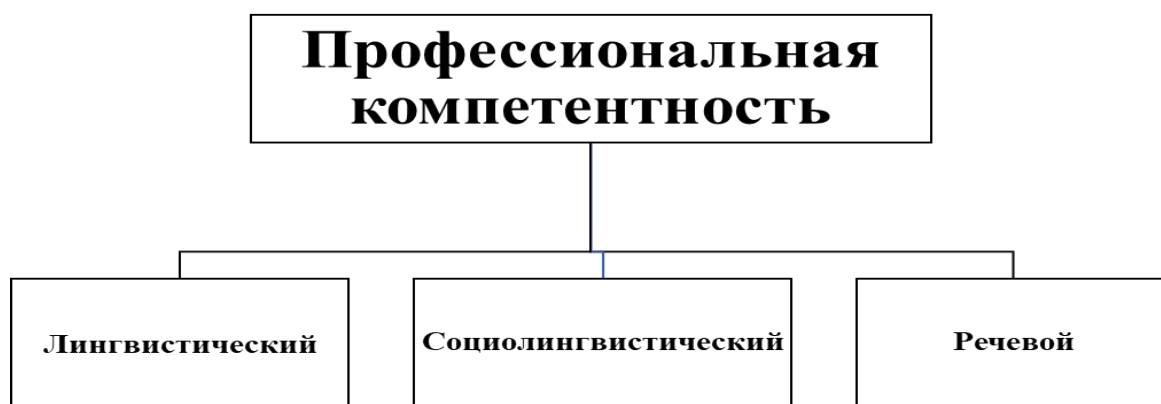 Профессиональная
компетентность
Лингвистический
Социолингвистический
Речевой